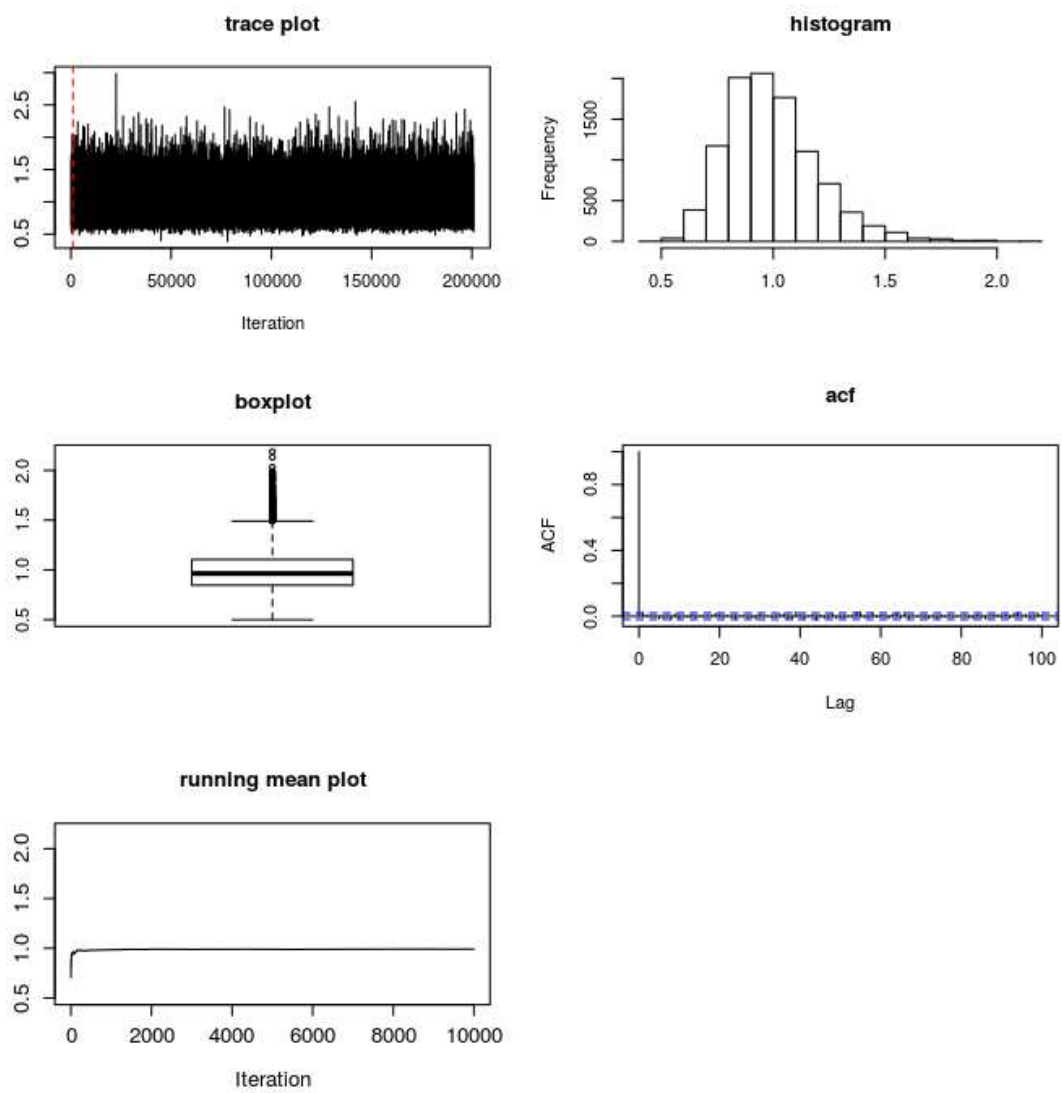 trace plot
2.5
1.5
0.5
0 50000 100000 150000 200000
Iteration
histogram
Frequency
1500
500
0
0.5 1.0 1.5 2.0
boxplot
2.0
1.5
1.0
0.5
acf
ACF
0.8
0.4
0.0
0 20 40 60 80 100
Lag
running mean plot
2.0
1.5
1.0
0.5
0 2000 4000 6000 8000 10000
Iteration